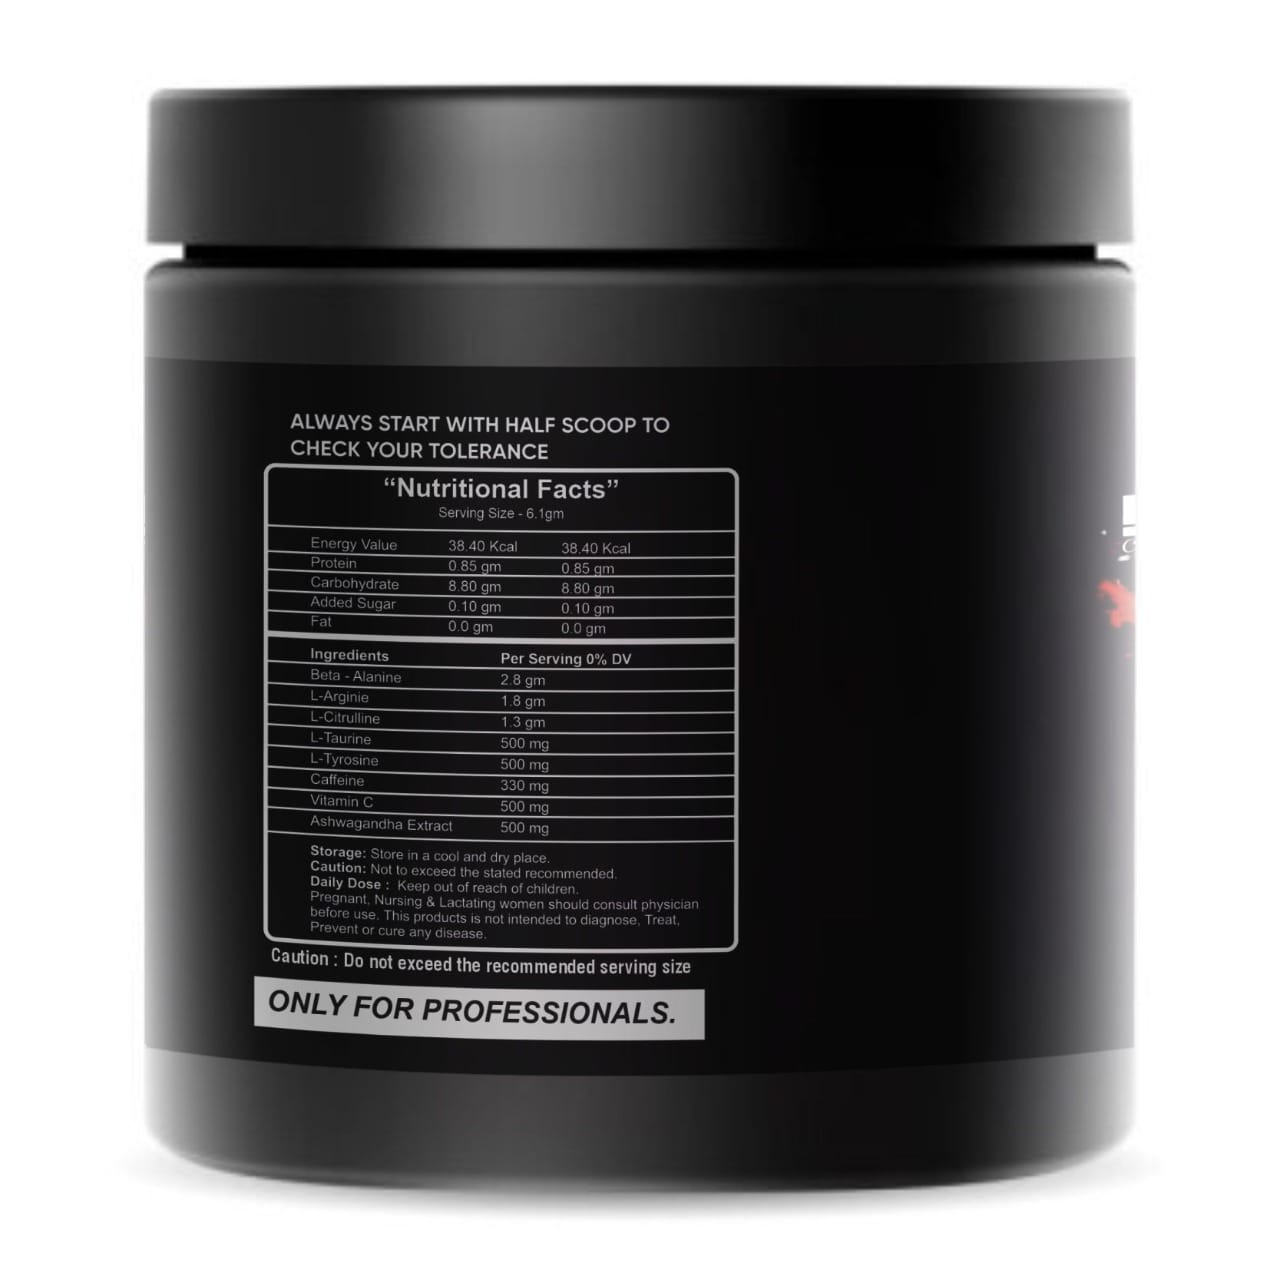 ALWAYS START WITH HALF SCOOP TO
CHECK YOUR TOLERANCE
“Nutritional Facts”
Serving Size - 6.1gm
Energy Value 38.40 Kcal 38.40 Kcal
Protein 0.85 gm 0.85 gm
Carbohydrate 8.80 gm 8.80 gm
Added Sugar 0.10 gm 0.10 gm
Fat 0.0 gm 0.0 gm
Ingredients Per Serving 0% DV
Beta - Alanine 2.8 gm
L-Arginie 1.8 gm
L-Citrulline 1.3 gm
L-Taurine 500 mg
L-Tyrosine 500 mg
Caffeine 330 mg
Vitamin C 500 mg
Ashwagandha Extract 500 mg
Storage: Store in a cool and dry place.
Caution: Not to exceed the stated recommended.
Daily Dose : Keep out of reach of children.
Pregnant, Nursing & Lactating women should consult physician
before use. This products is not intended to diagnose, Treat,
Prevent or cure any disease.
Caution : Do not exceed the recommended serving size
ONLY FOR PROFESSIONALS.